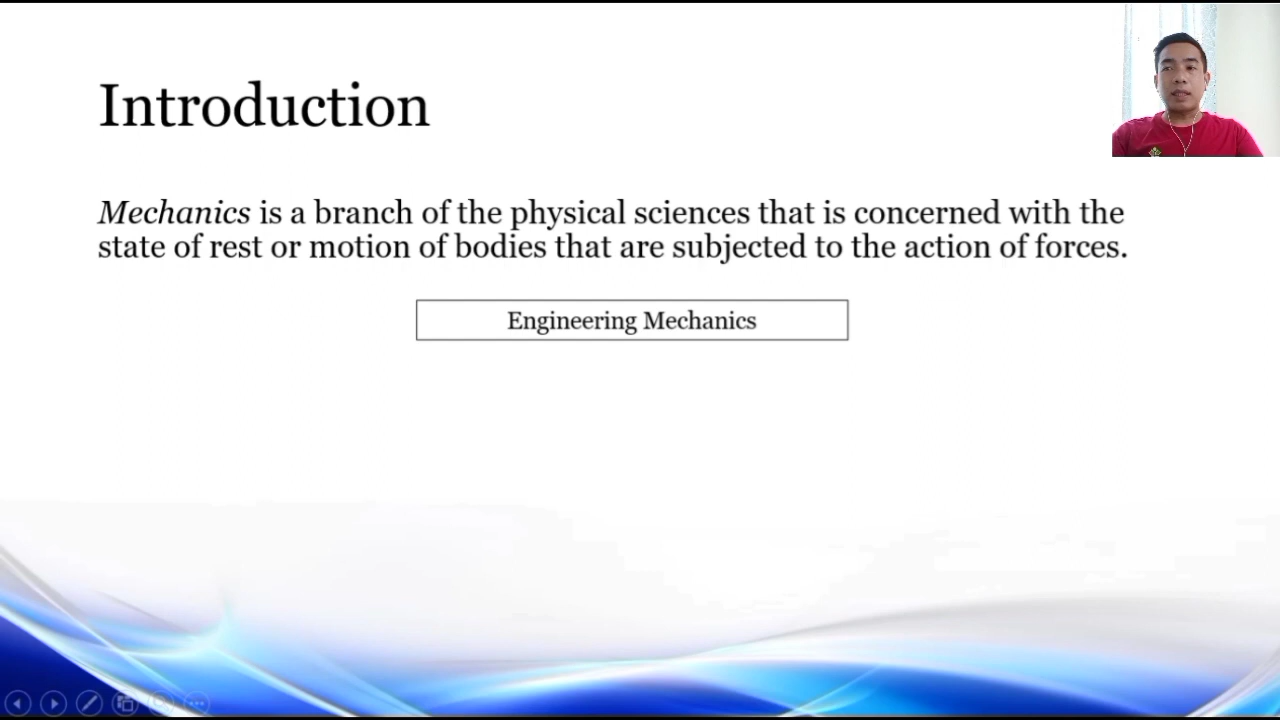 Introduction
Mechanics is a branch of the physical sciences that is concerned with the
state of rest or motion of bodies that are subjected to the action of forces.
Engineering Mechanics